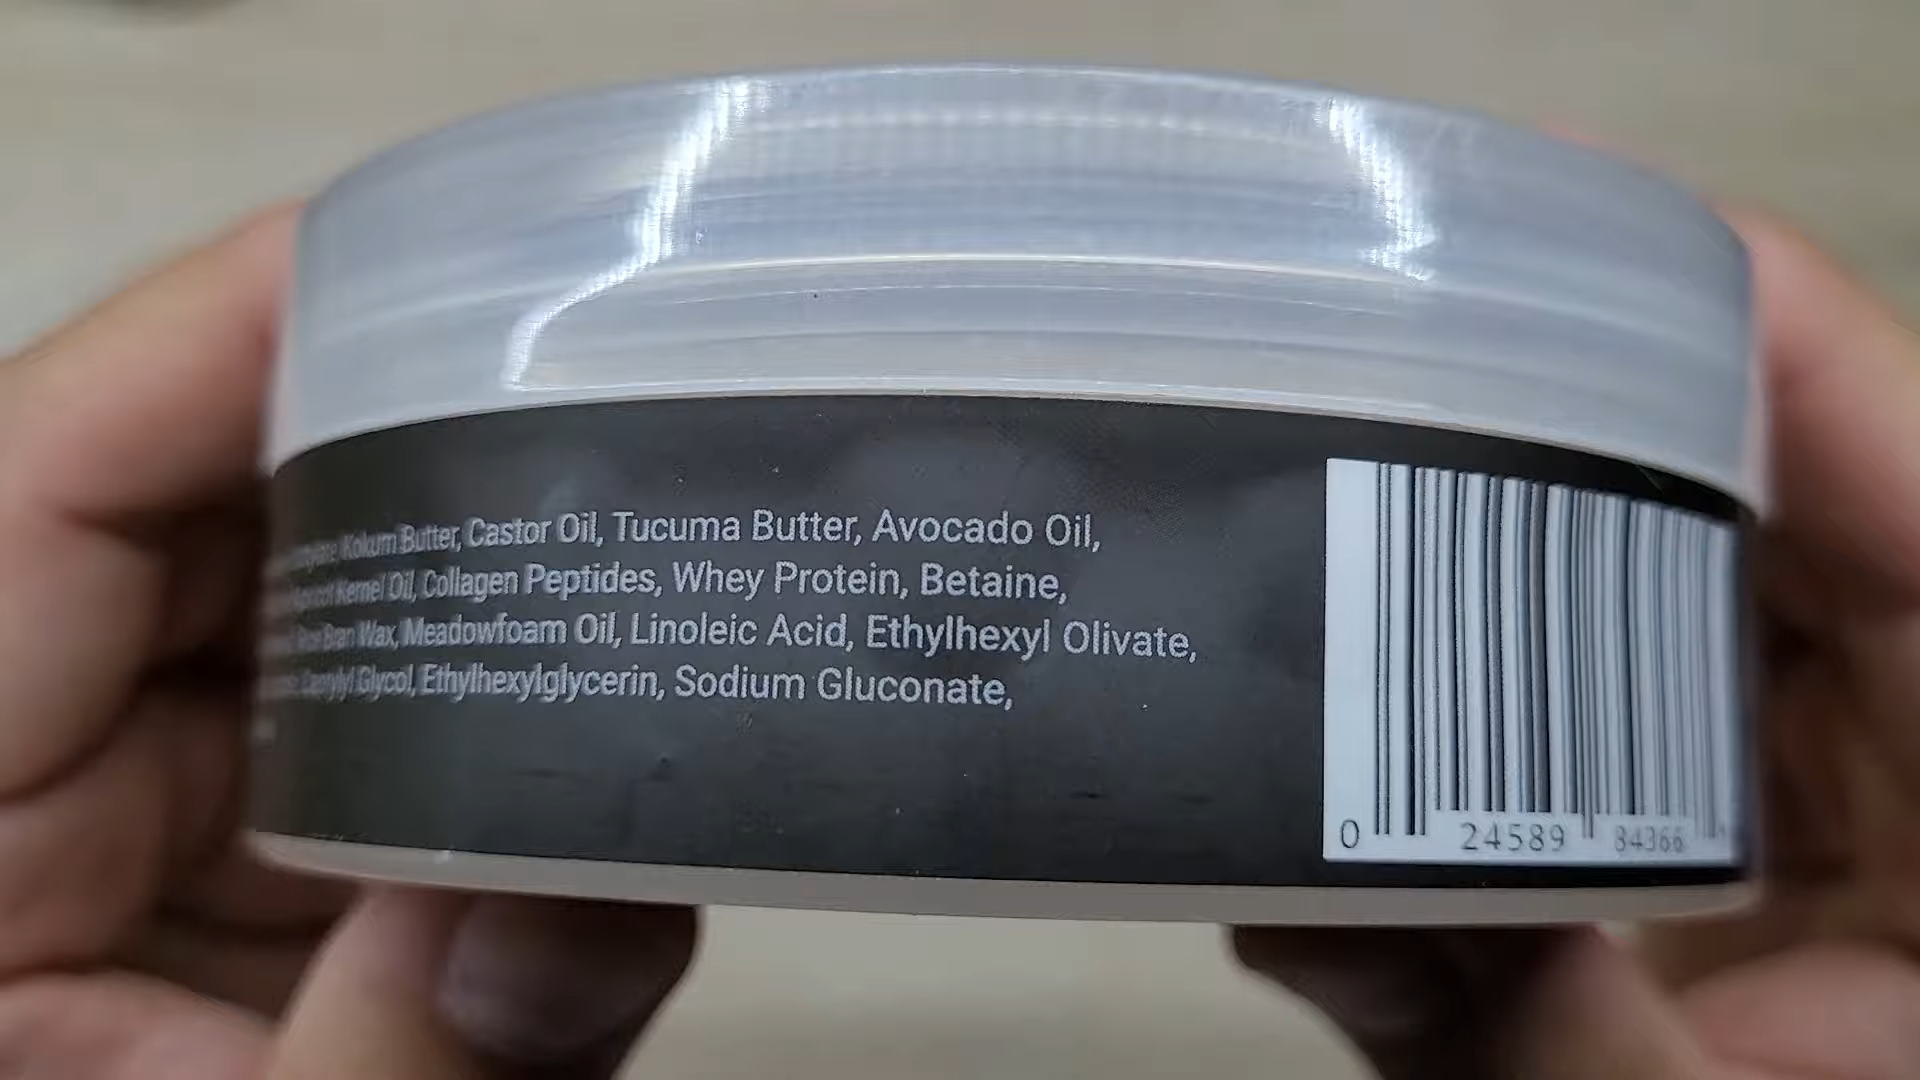 Kokum Butter, Castor Oil, Tucuma Butter, Avocado Oil,
Kernel Oil, Collagen Peptides, Whey Protein, Betaine,
Bran Wax, Meadowfoam Oil, Linoleic Acid, Ethylhexyl Olivate,
Caprylyl Glycol, Ethylhexylglycerin, Sodium Gluconate,
0 24589 84366